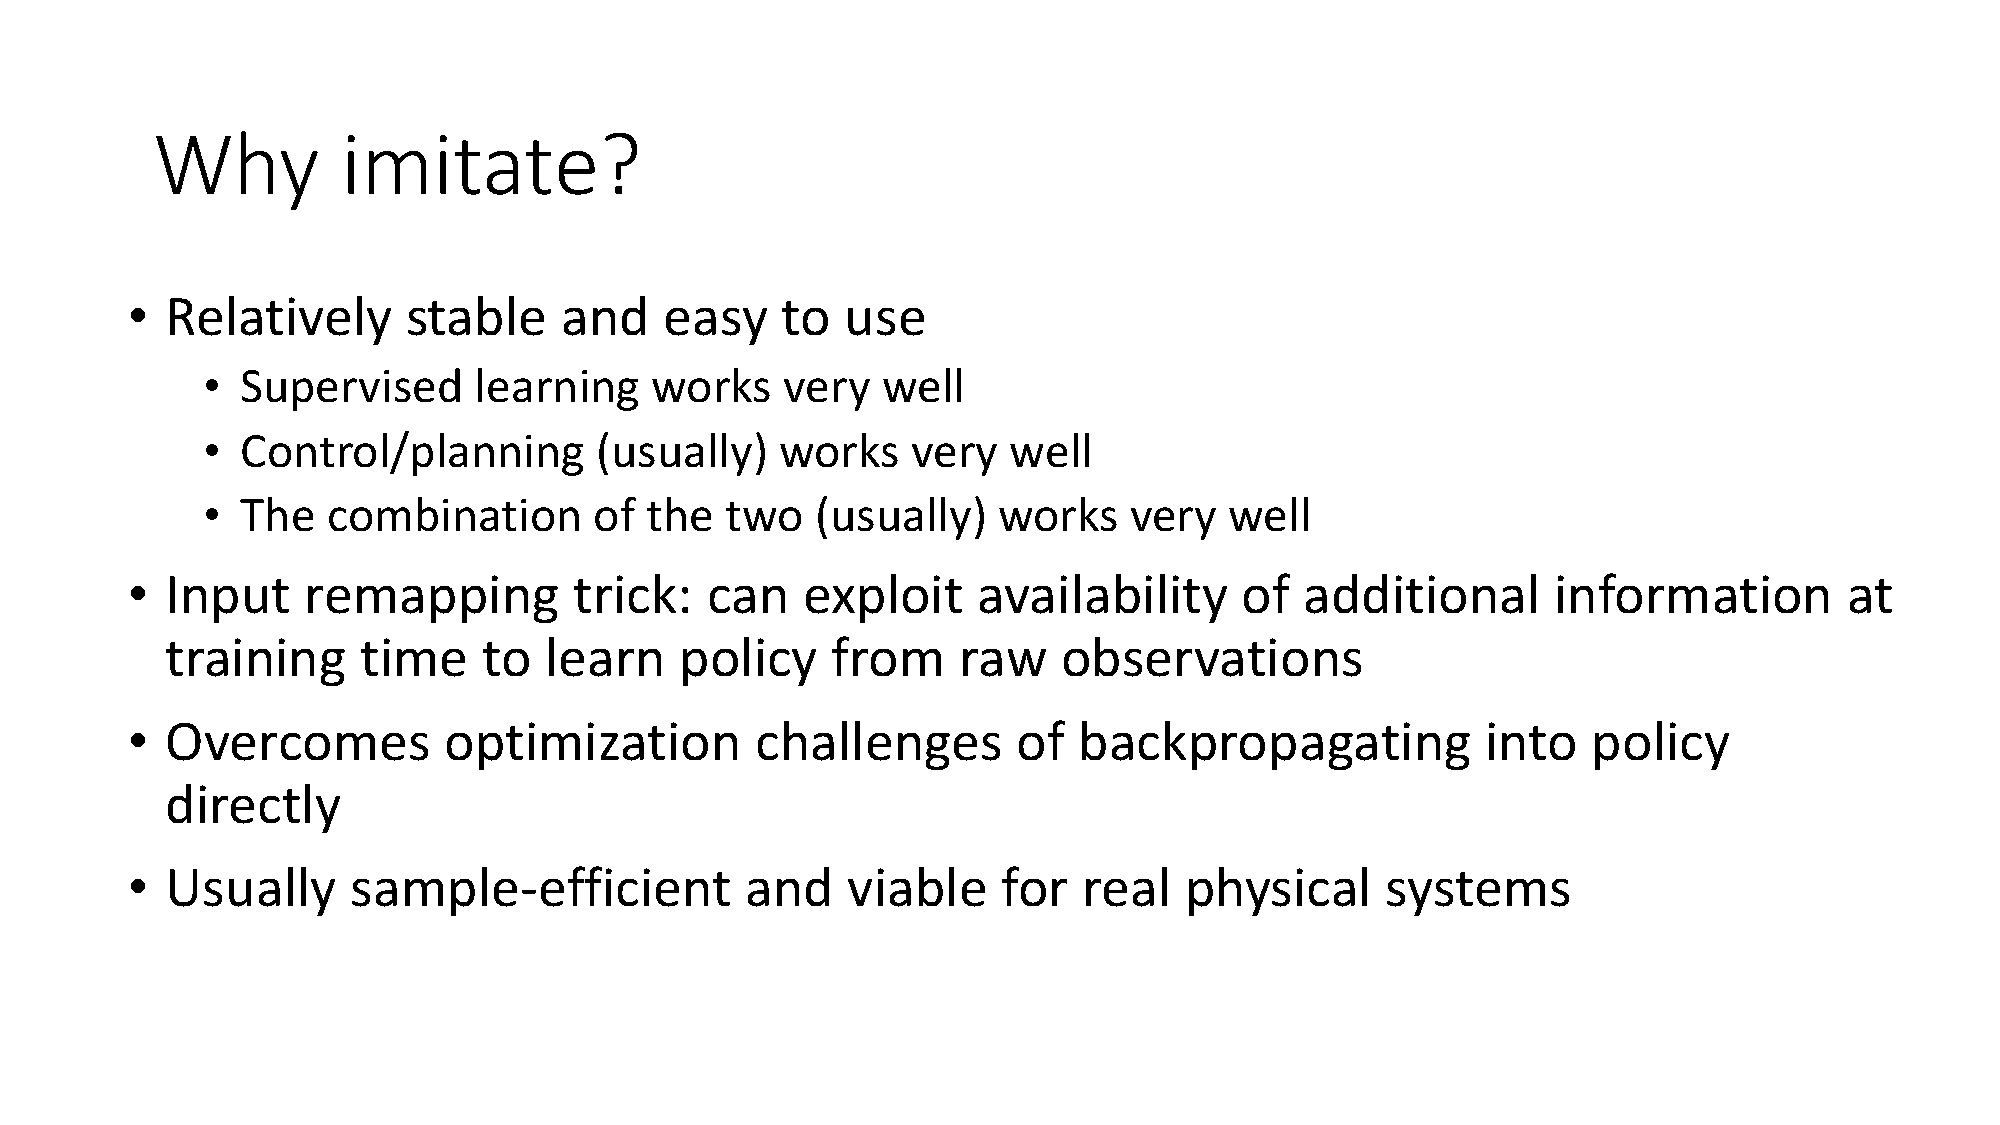 Why imitate?
• Relatively stable and easy to use
• Supervised learning works very well
• Control/planning (usually) works very well
• The combination of the two (usually) works very well
• Input remapping trick: can exploit availability of additional information at
training time to learn policy from raw observations
• Overcomes optimization challenges of backpropagating into policy
directly
• Usually sample-efficient and viable for real physical systems